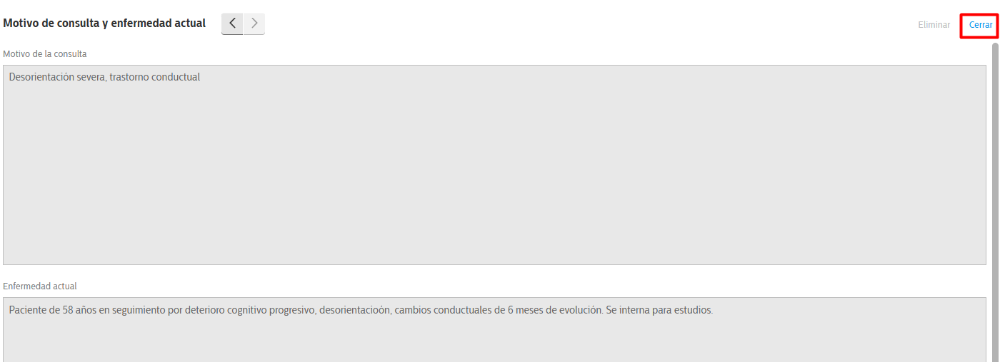 Motivo de consulta y enfermedad actual
Eliminar
Cerrar
Motivo de la consulta
Desorientación severa, trastorno conductual
Enfermedad actual
Paciente de 58 años en seguimiento por deterioro cognitivo progresivo, desorientacioón, cambios conductuales de 6 meses de evolución. Se interna para estudios.